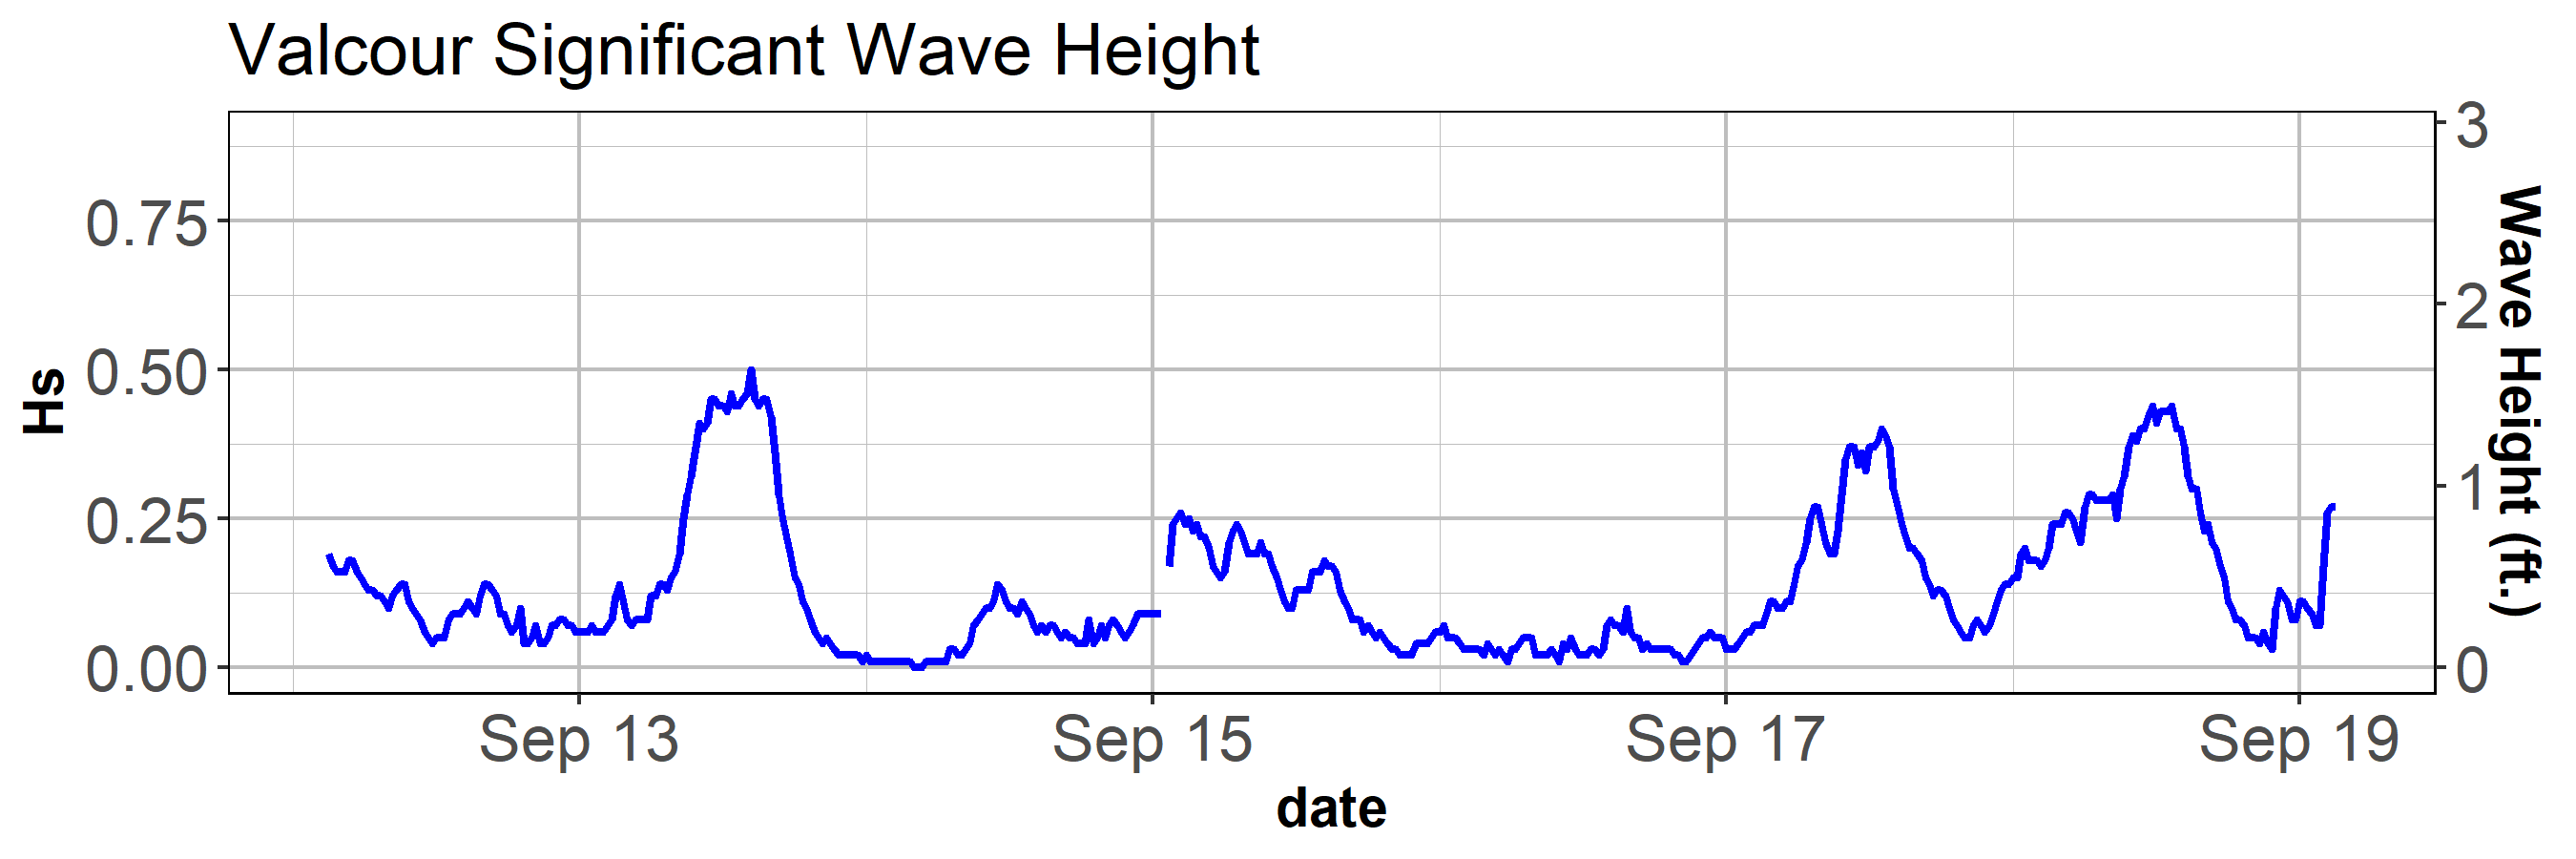 Valcour Significant Wave Height
Hs
0.75
0.50
0.25
0.00
3
2
1
0
Wave Height (ft.)
Sep 13
Sep 15
Sep 17
Sep 19
date